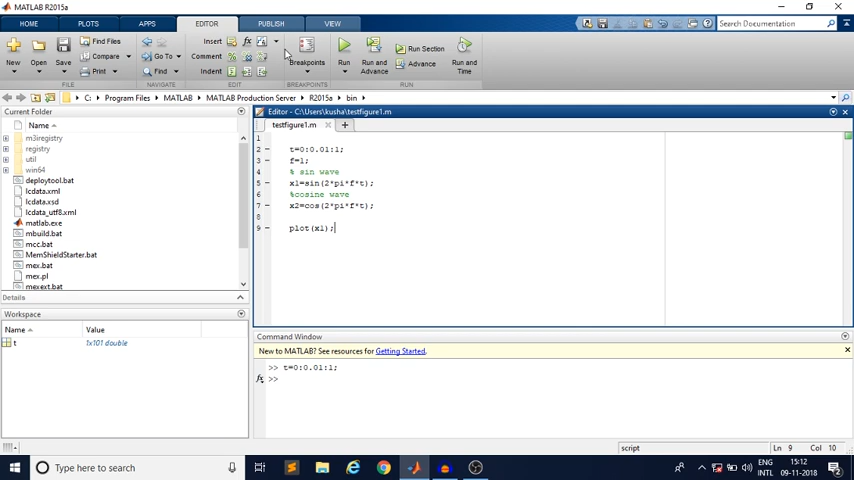 MATLAB R2015a
HOME PLOTS APPS EDITOR PUBLISH VIEW Search Documentation
New Open Save Find Files Compare Print Go To Find Insert Comment Indent Breakpoints Run Run and Advance Run Section Advance Run and Time
FILE NAVIGATE EDIT BREAKPOINTS RUN
C: Program Files MATLAB MATLAB Production Server R2015a bin
Current Folder
Name
m3iregistry
registry
util
win64
deploytool.bat
lcdata.xml
lcdata.xsd
lcdata_utf8.xml
matlab.exe
mbuild.bat
mcc.bat
MemShieldStarter.bat
mex.bat
mex.pl
mexext.bat
Details
Workspace
Name Value
t 1x101 double
Editor - C:\Users\kusha\testfigure1.m
testfigure1.m
1
2 t=0:0.01:1;
3 f=1;
4 % sin wave
5 x1=sin(2*pi*f*t);
6 %cosine wave
7 x2=cos(2*pi*f*t);
8
9 plot(x1);
Command Window
New to MATLAB? See resources for Getting Started.
>> t=0:0.01:1;
fx >>
script Ln 9 Col 10
Type here to search
ENG 15:12
INTL 09-11-2018
2